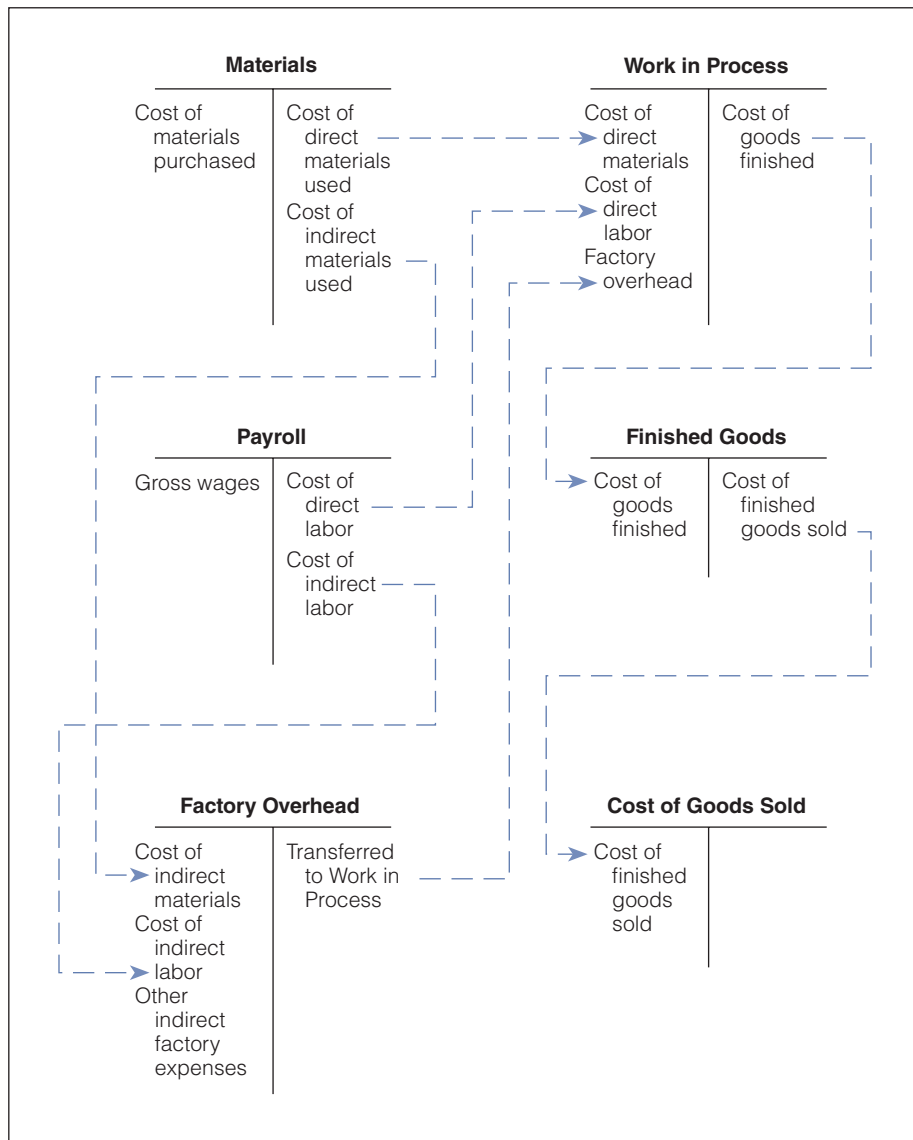 Materials
Cost of
materials
purchased
Cost of
direct
materials
used
Cost of
indirect
materials
used
Work in Process
Cost of
direct
materials
Cost of
direct
labor
Factory
overhead
Cost of
goods
finished
Payroll
Gross wages
Cost of
direct
labor
Cost of
indirect
labor
Finished Goods
Cost of
goods
finished
Cost of
finished
goods sold
Factory Overhead
Cost of
indirect
materials
Cost of
indirect
labor
Other
indirect
factory
expenses
Transferred
to Work in
Process
Cost of Goods Sold
Cost of
finished
goods
sold